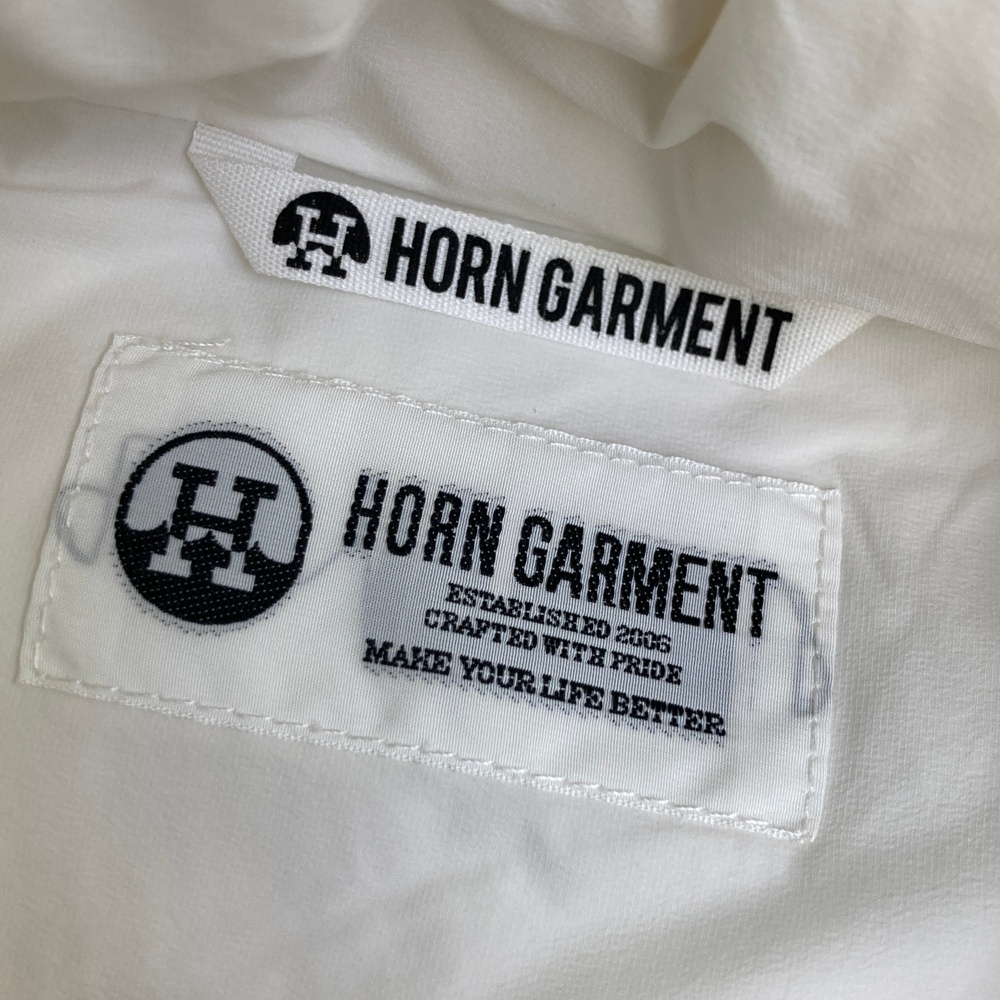 H HORN GARMENT
H HORN GARMENT
ESTABLISHED 2006
CRAFTED WITH PRIDE
MAKE YOUR LIFE BETTER